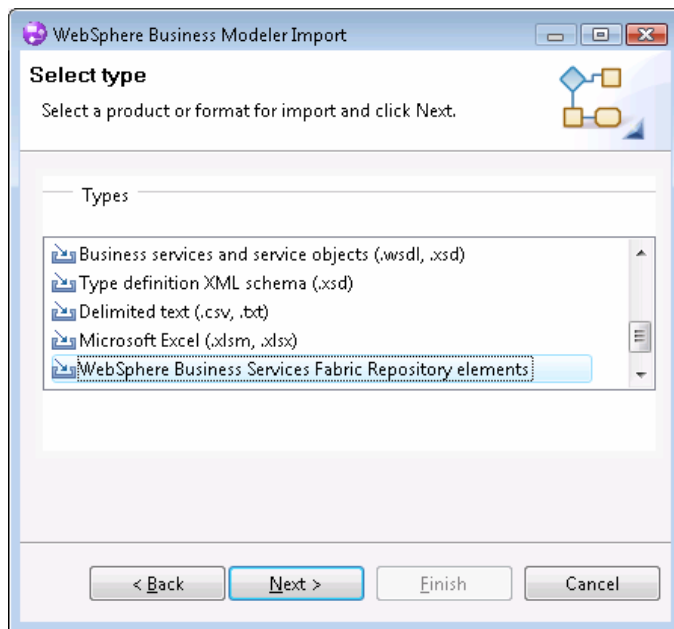 WebSphere Business Modeler Import
Select type
Select a product or format for import and click Next.
Types
Business services and service objects (.wsdl, .xsd)
Type definition XML schema (.xsd)
Delimited text (.csv, .txt)
Microsoft Excel (.xlsm, .xlsx)
WebSphere Business Services Fabric Repository elements
< Back
Next >
Finish
Cancel